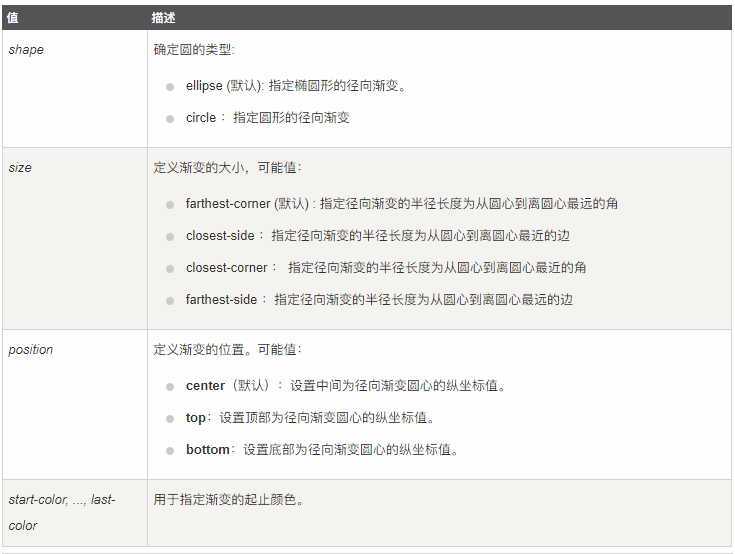 值 描述
shape 确定圆的类型:
ellipse (默认): 指定椭圆形的径向渐变。
circle ：指定圆形的径向渐变
size 定义渐变的大小，可能值：
farthest-corner (默认) : 指定径向渐变的半径长度为从圆心到离圆心最远的角
closest-side ：指定径向渐变的半径长度为从圆心到离圆心最近的边
closest-corner ： 指定径向渐变的半径长度为从圆心到离圆心最近的角
farthest-side ：指定径向渐变的半径长度为从圆心到离圆心最远的边
position 定义渐变的位置。可能值：
center（默认）：设置中间为径向渐变圆心的纵坐标值。
top：设置顶部为径向渐变圆心的纵坐标值。
bottom：设置底部为径向渐变圆心的纵坐标值。
start-color, ..., last- 用于指定渐变的起止颜色。
color